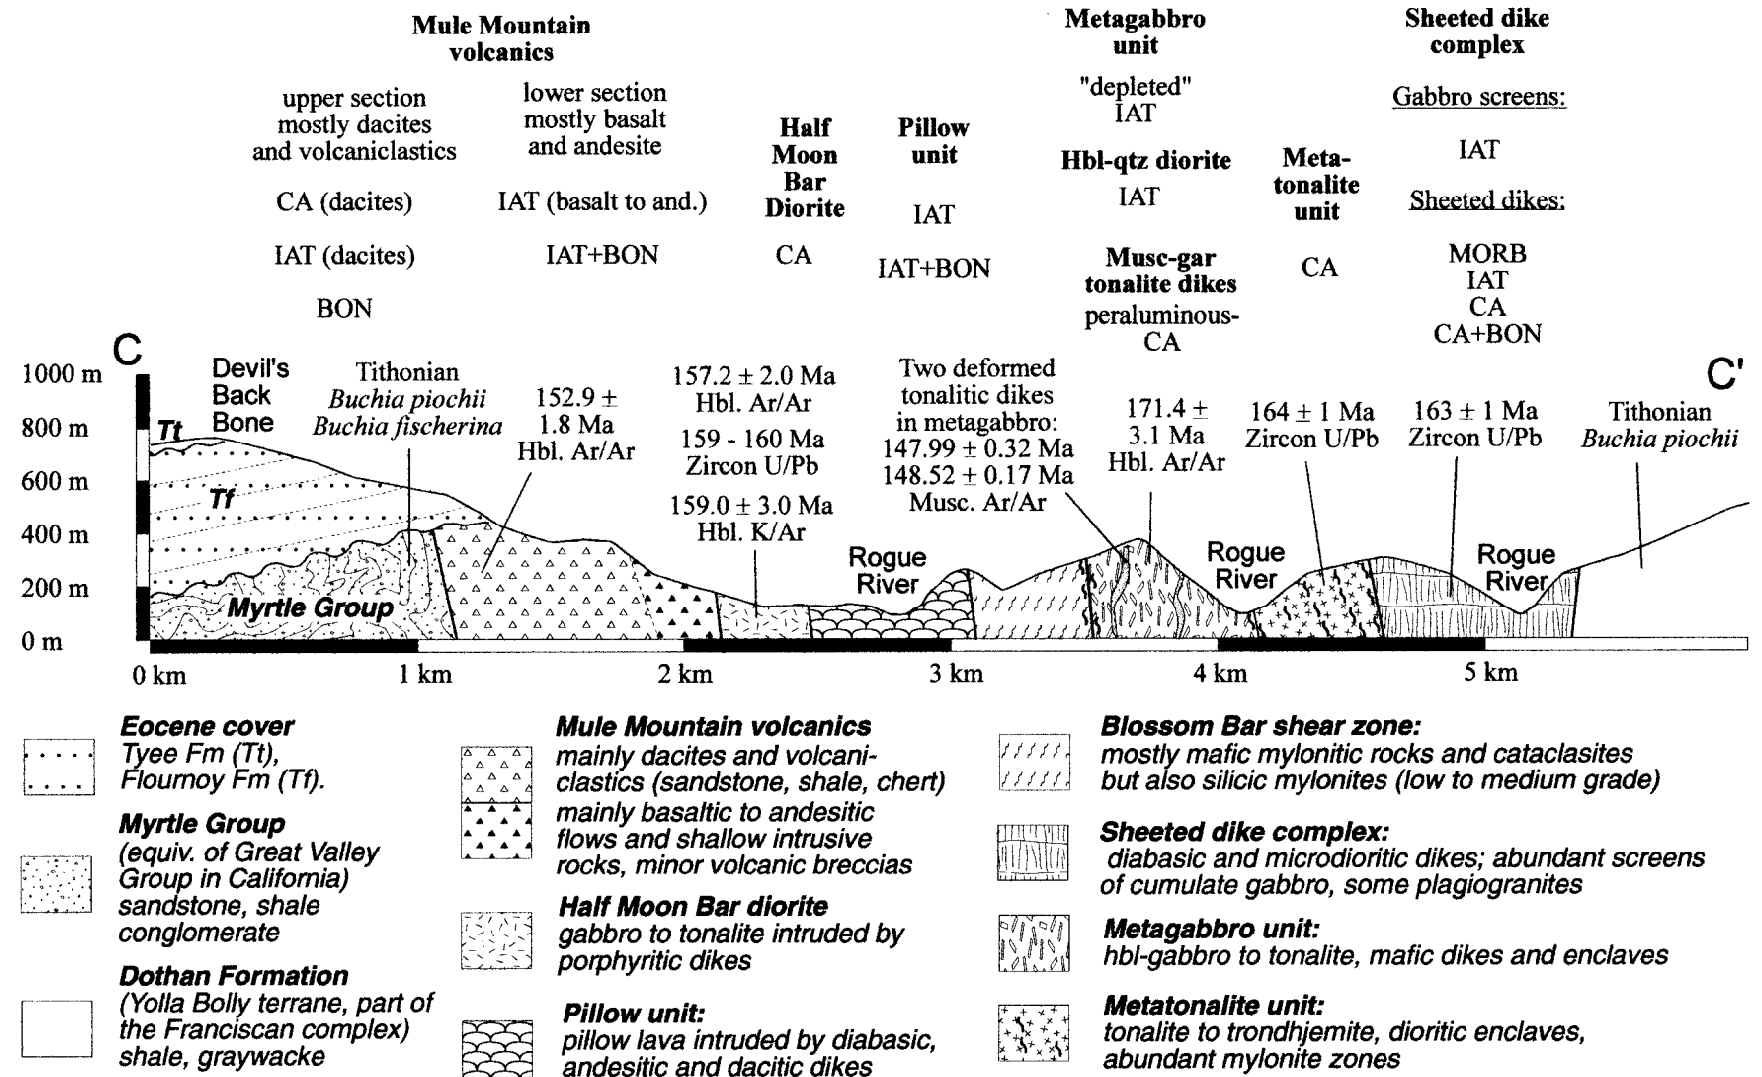 Mule Mountain
volcanics
upper section
mostly dacites
and volcaniclastics
CA (dacites)
IAT (dacites)
BON
lower section
mostly basalt
and andesite
IAT (basalt to and.)
IAT+BON
Half
Moon
Bar
Diorite
CA
Pillow
unit
IAT
IAT+BON
Metagabbro
unit
"depleted"
IAT
Hbl-qtz diorite
IAT
Musc-gar
tonalite dikes
peraluminous-
CA
Meta-
tonalite
unit
CA
Sheeted dike
complex
Gabbro screens:
IAT
Sheeted dikes:
MORB
IAT
CA
CA+BON
C
C'
1000 m
800 m
600 m
400 m
200 m
0 m
Tt
Devil's
Back
Bone
Tf
Myrtle Group
Tithonian
Buchia piochii
Buchia fischerina
152.9 ±
1.8 Ma
Hbl. Ar/Ar
157.2 ± 2.0 Ma
Hbl. Ar/Ar
159 - 160 Ma
Zircon U/Pb
159.0 ± 3.0 Ma
Hbl. K/Ar
Rogue
River
Two deformed
tonalitic dikes
in metagabbro:
147.99 ± 0.32 Ma
148.52 ± 0.17 Ma
Musc. Ar/Ar
171.4 ±
3.1 Ma
Hbl. Ar/Ar
Rogue
River
164 ± 1 Ma
Zircon U/Pb
163 ± 1 Ma
Zircon U/Pb
Rogue
River
Tithonian
Buchia piochii
0 km
1 km
2 km
3 km
4 km
5 km
Eocene cover
Tyee Fm (Tt),
Flournoy Fm (Tf).
Myrtle Group
(equiv. of Great Valley
Group in California)
sandstone, shale
conglomerate
Dothan Formation
(Yolla Bolly terrane, part of
the Franciscan complex)
shale, graywacke
Mule Mountain volcanics
mainly dacites and volcani-
clastics (sandstone, shale, chert)
mainly basaltic to andesitic
flows and shallow intrusive
rocks, minor volcanic breccias
Half Moon Bar diorite
gabbro to tonalite intruded by
porphyritic dikes
Pillow unit:
pillow lava intruded by diabasic,
andesitic and dacitic dikes
Blossom Bar shear zone:
mostly mafic mylonitic rocks and cataclasites
but also silicic mylonites (low to medium grade)
Sheeted dike complex:
diabasic and microdioritic dikes; abundant screens
of cumulate gabbro, some plagiogranites
Metagabbro unit:
hbl-gabbro to tonalite, mafic dikes and enclaves
Metatonalite unit:
tonalite to trondhjemite, dioritic enclaves,
abundant mylonite zones